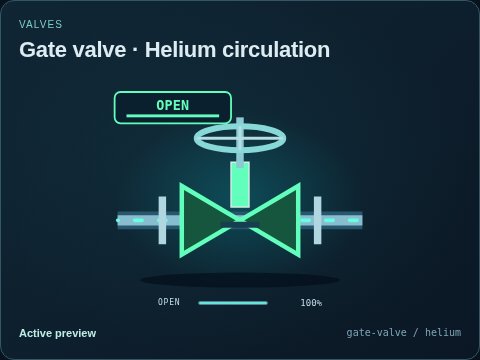 VALVES
Gate valve · Helium circulation
OPEN
OPEN 100%
Active preview
gate-valve / helium